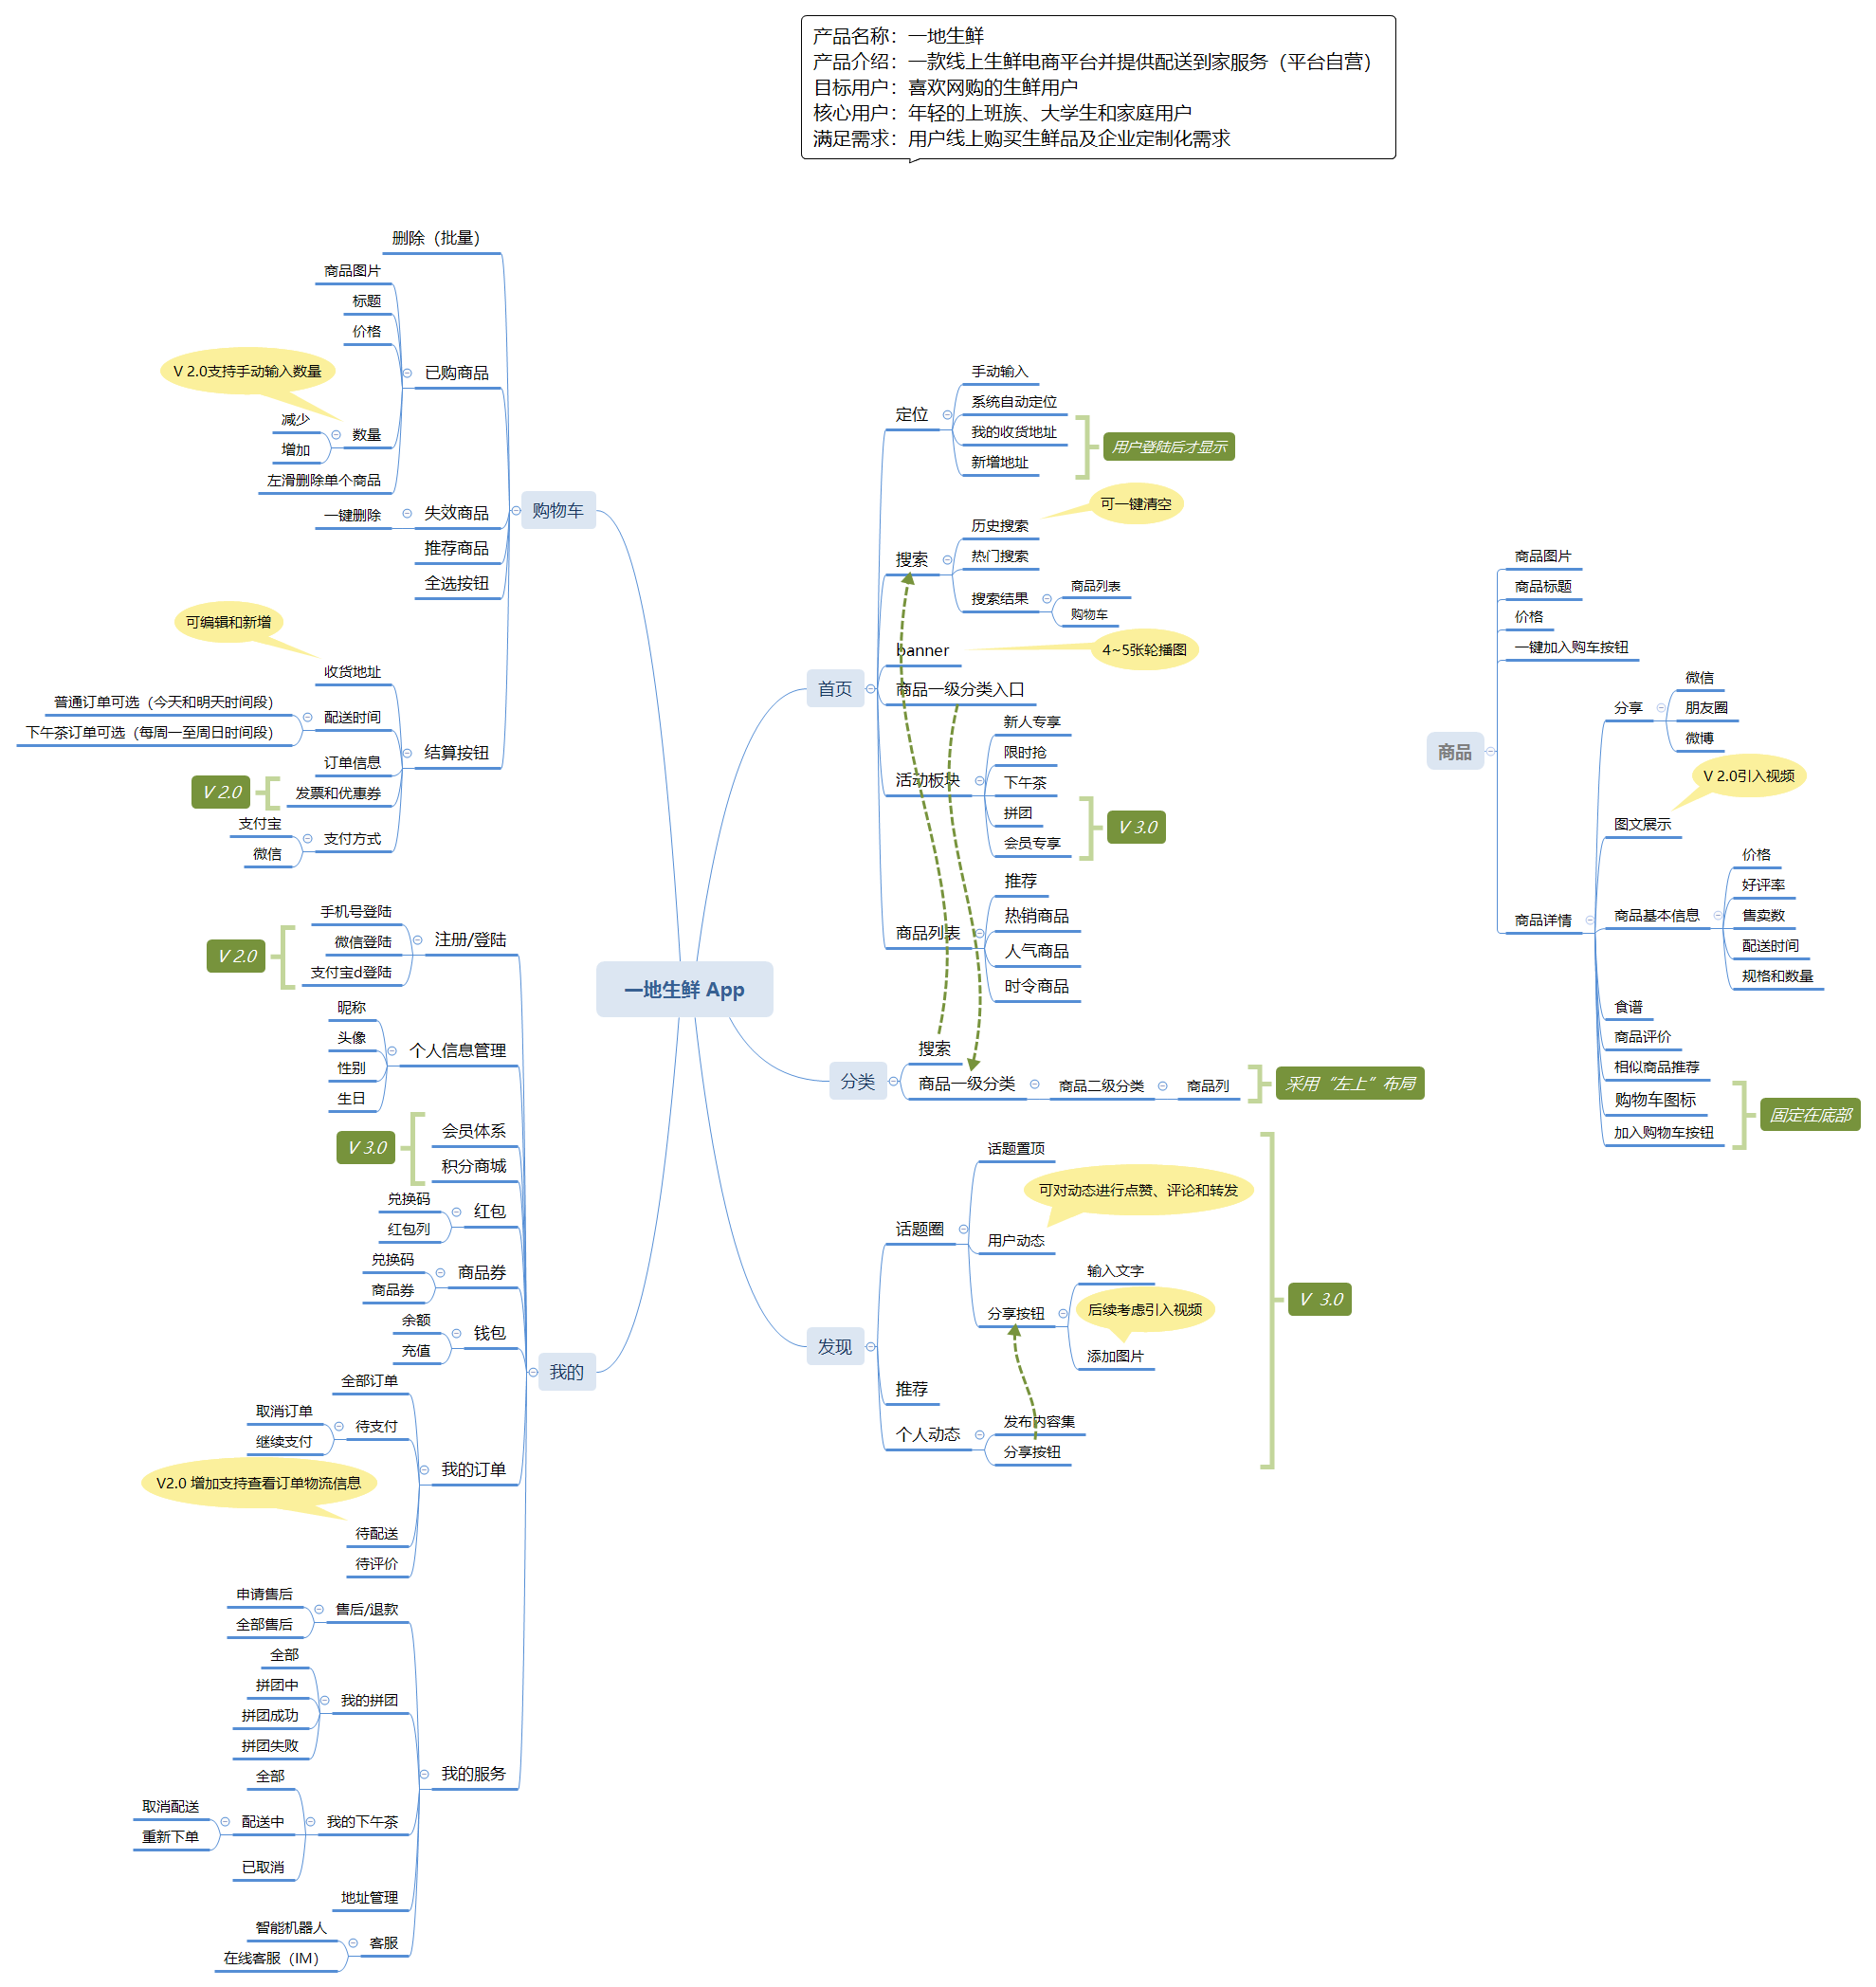 产品名称：一地生鲜
产品介绍：一款线上生鲜电商平台并提供配送到家服务（平台自营）
目标用户：喜欢网购的生鲜用户
核心用户：年轻的上班族、大学生和家庭用户
满足需求：用户线上购买生鲜品及企业定制化需求
一地生鲜 App
购物车
删除（批量）
已购商品
商品图片
标题
价格
数量
V 2.0支持手动输入数量
减少
增加
左滑删除单个商品
失效商品
一键删除
推荐商品
全选按钮
结算按钮
收货地址
可编辑和新增
配送时间
普通订单可选（今天和明天时间段）
下午茶订单可选（每周一至周日时间段）
订单信息
发票和优惠券
V 2.0
支付方式
支付宝
微信
我的
注册/登陆
手机号登陆
微信登陆
支付宝d登陆
V 2.0
个人信息管理
昵称
头像
性别
生日
会员体系
积分商城
V 3.0
红包
兑换码
红包列
商品券
兑换码
商品券
钱包
余额
充值
我的订单
全部订单
待支付
取消订单
继续支付
V2.0 增加支持查看订单物流信息
待配送
待评价
我的服务
售后/退款
申请售后
全部售后
我的拼团
全部
拼团中
拼团成功
拼团失败
我的下午茶
全部
配送中
取消配送
重新下单
已取消
地址管理
客服
智能机器人
在线客服（IM）
首页
定位
手动输入
系统自动定位
我的收货地址
新增地址
用户登陆后才显示
搜索
历史搜索
可一键清空
热门搜索
搜索结果
商品列表
购物车
banner
4~5张轮播图
商品一级分类入口
活动板块
新人专享
限时抢
下午茶
拼团
会员专享
V 3.0
商品列表
推荐
热销商品
人气商品
时令商品
分类
搜索
商品一级分类
商品二级分类
商品列
采用“左上”布局
发现
话题圈
话题置顶
可对动态进行点赞、评论和转发
用户动态
分享按钮
输入文字
后续考虑引入视频
添加图片
推荐
个人动态
发布内容集
分享按钮
V 3.0
商品
商品图片
商品标题
价格
一键加入购车按钮
商品详情
分享
微信
朋友圈
微博
V 2.0引入视频
图文展示
商品基本信息
价格
好评率
售卖数
配送时间
规格和数量
食谱
商品评价
相似商品推荐
购物车图标
加入购物车按钮
固定在底部